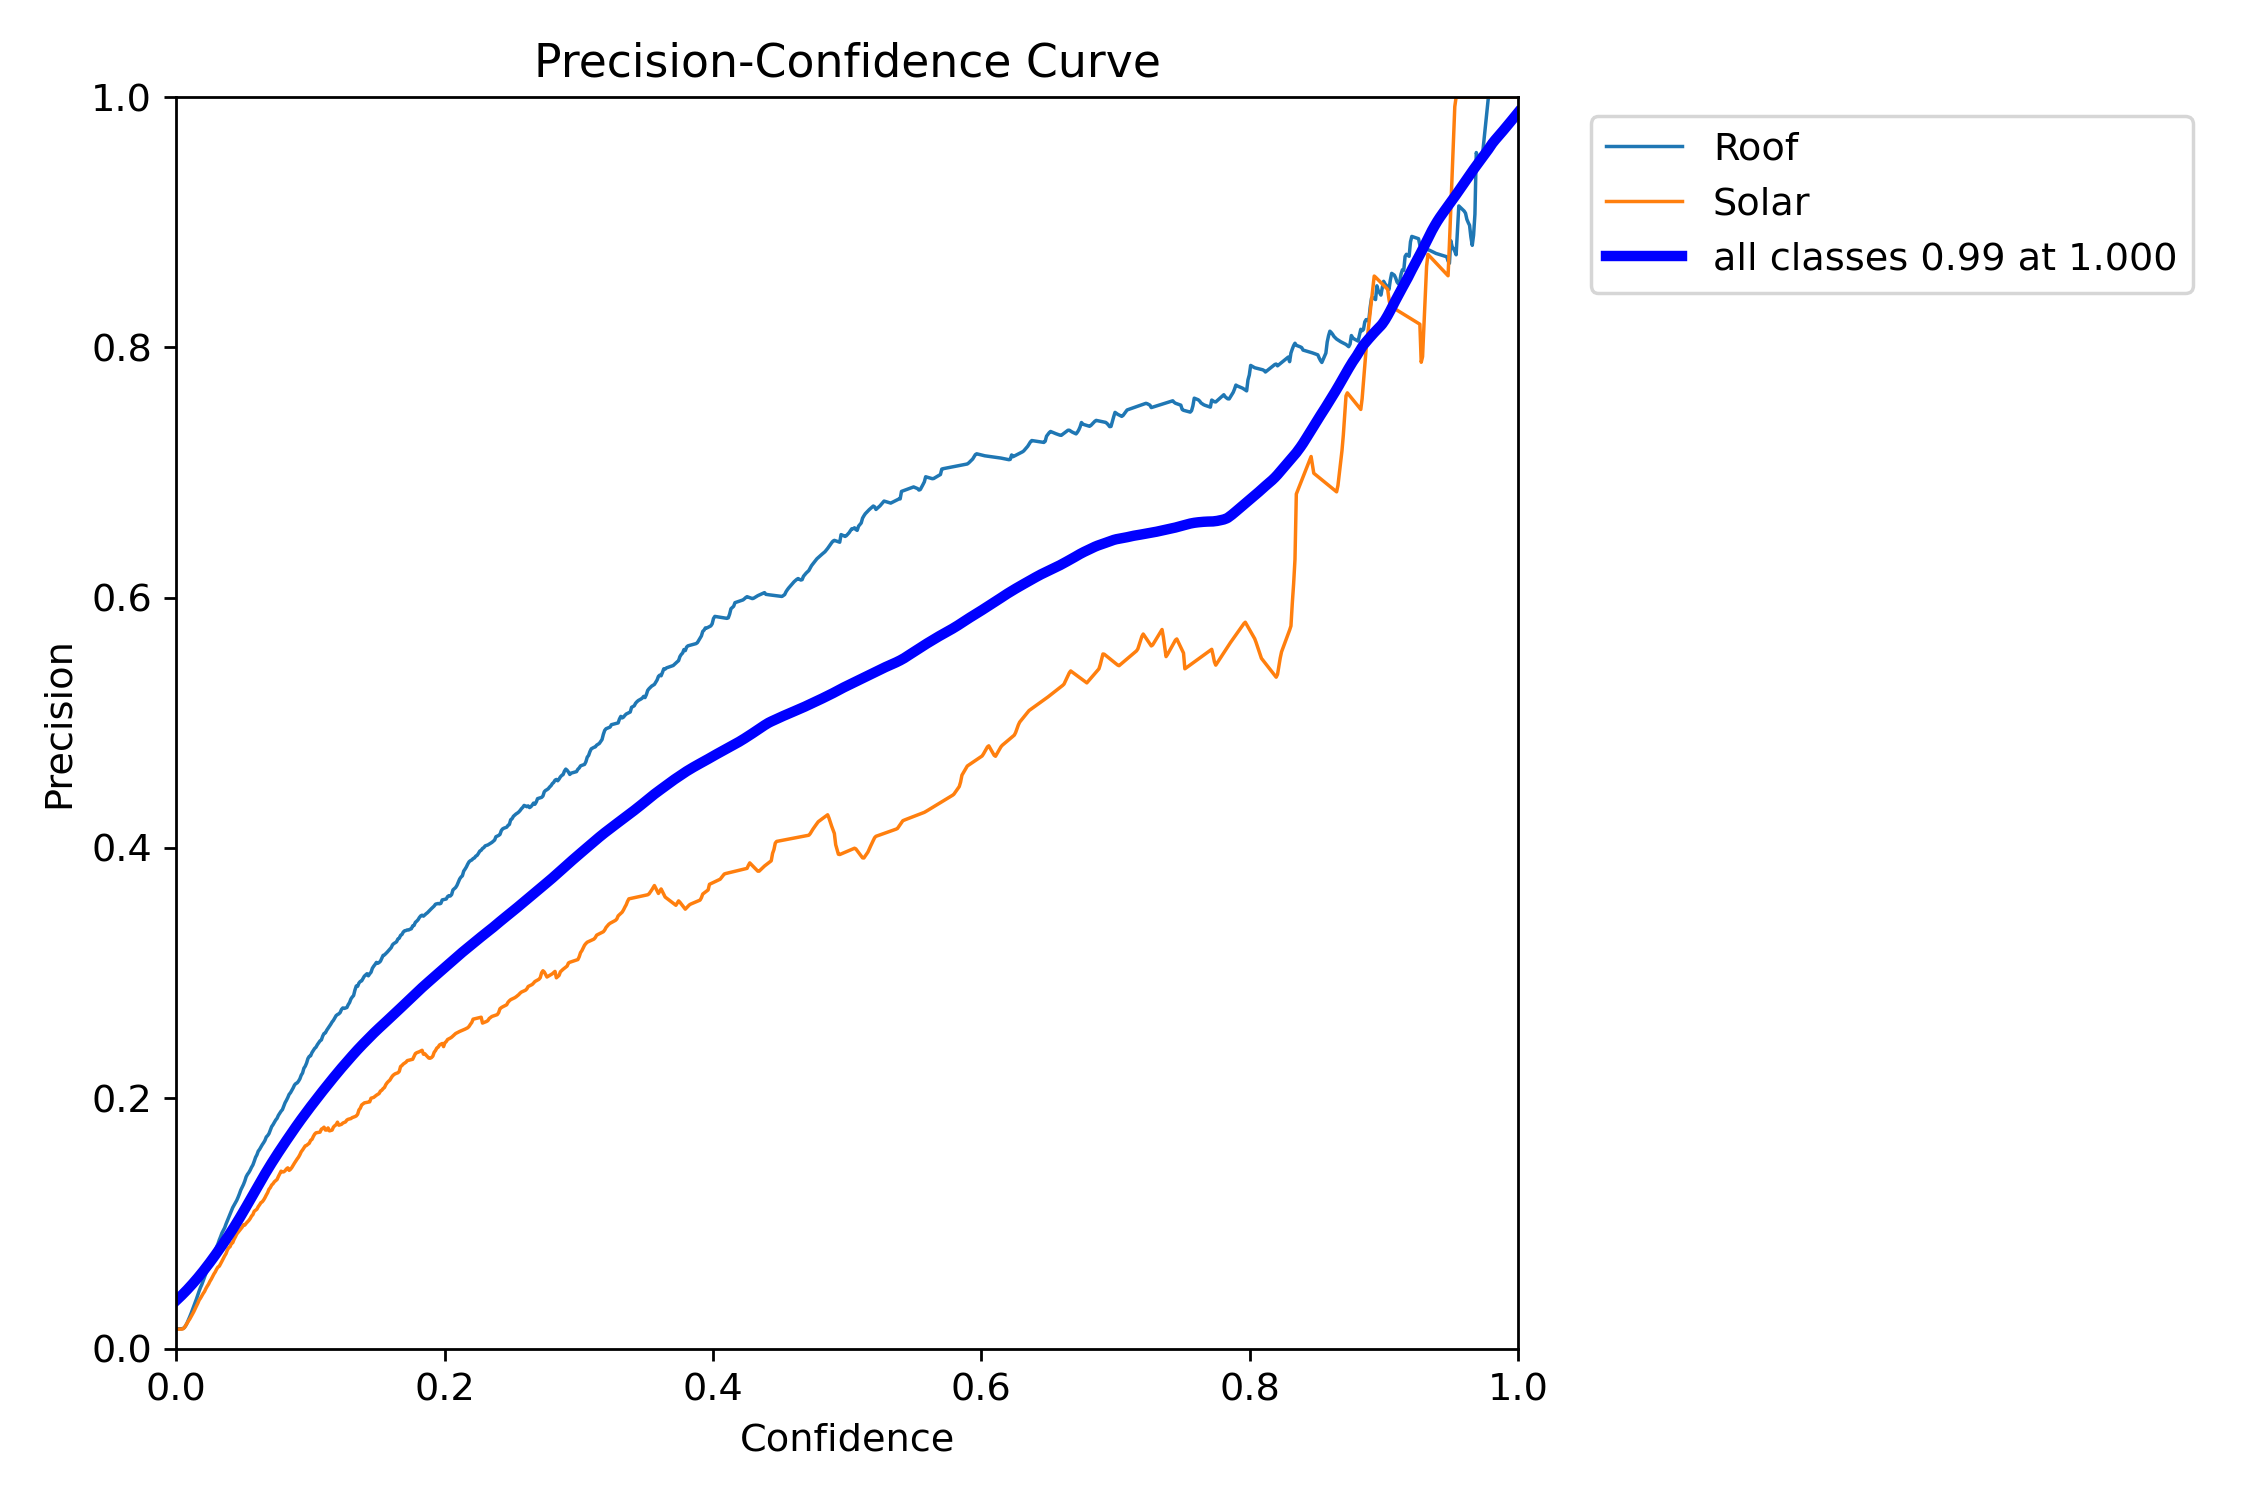 Precision-Confidence Curve
1.0
0.8
0.6
0.4
0.2
0.0
Precision
0.0 0.2 0.4 0.6 0.8 1.0
Confidence
Roof
Solar
all classes 0.99 at 1.000